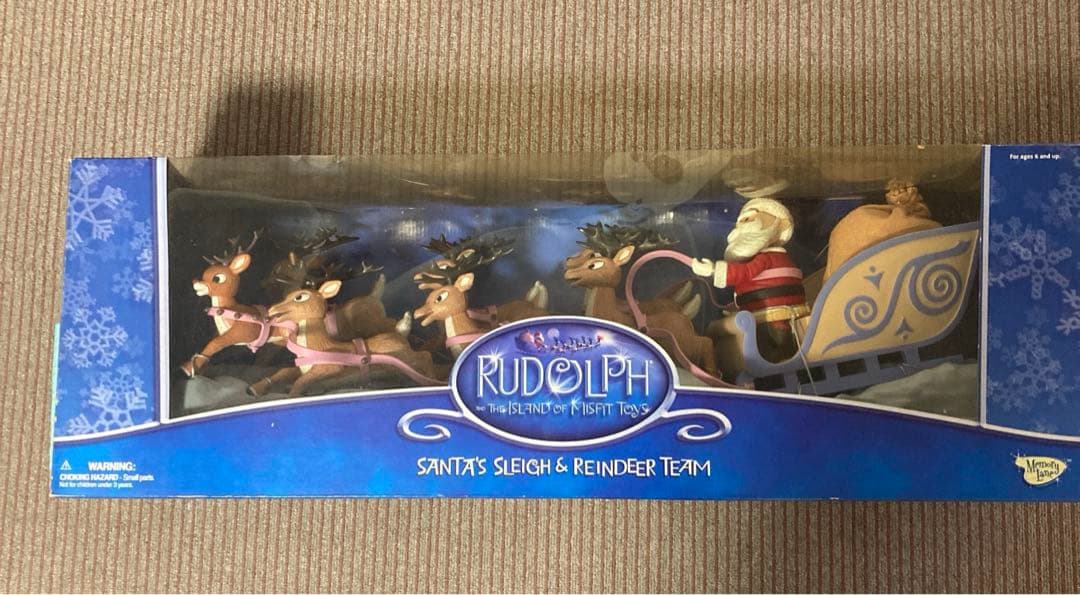 For ages 6 and up.
RUDOLPH
AND THE ISLAND OF MISFIT TOYS
SANTA'S SLEIGH & REINDEER TEAM
WARNING:
CHOKING HAZARD - Small parts.
Not for children under 3 years.
Memory
Lane